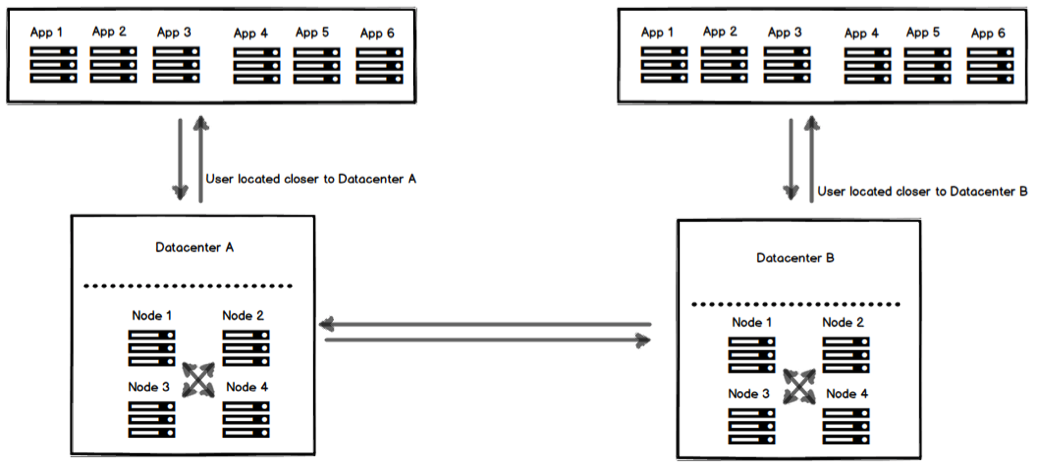 App 1 App 2 App 3 App 4 App 5 App 6
App 1 App 2 App 3 App 4 App 5 App 6
User located closer to Datacenter A
User located closer to Datacenter B
Datacenter A
Node 1 Node 2
Node 3 Node 4
Datacenter B
Node 1 Node 2
Node 3 Node 4